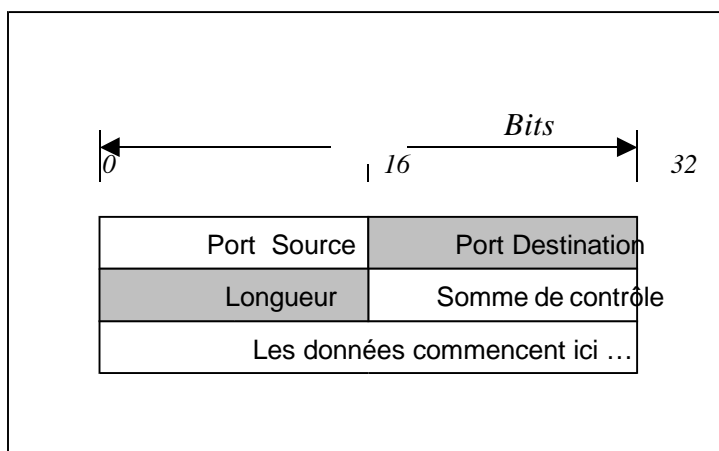 Bits
0 16 32
Port Source Port Destination
Longueur Somme de contrôle
Les données commencent ici …